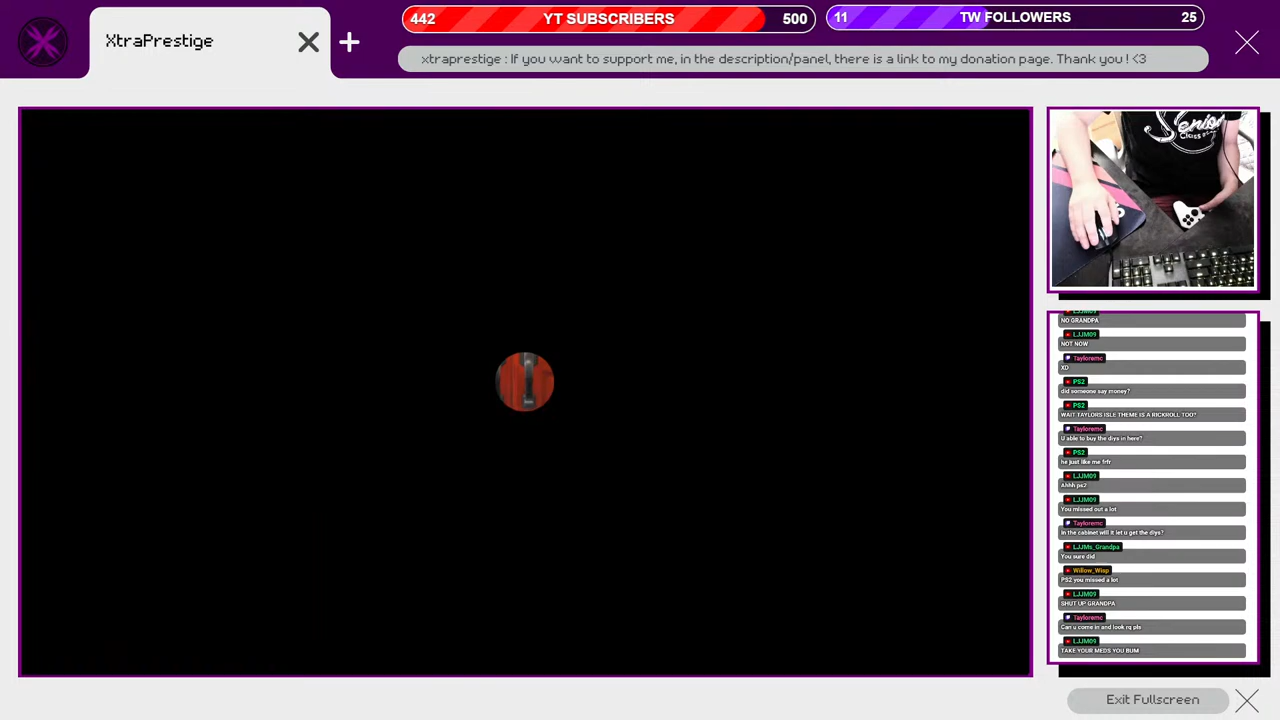 XtraPrestige
442 YT SUBSCRIBERS 500
11 TW FOLLOWERS 25
xtraprestige : If you want to support me, in the description/panel, there is a link to my donation page. Thank you ! <3
Senior
LJJM09
NO GRANDPA
LJJM09
NOT NOW
Tayloremc
XD
PS2
did someone say money?
PS2
WAIT TAYLORS ISLE THEME IS A RICKROLL TOO?
Tayloremc
U able to buy the diys in here?
PS2
he just like me frfr
LJJM09
Ahhh ps2
LJJM09
You missed out a lot
Tayloremc
in the cabinet will it let u get the diys?
LJJMs_Grandpa
You sure did
Willow_Wisp
PS2 you missed a lot
LJJM09
SHUT UP GRANDPA
Tayloremc
Can u come in and look rq pls
LJJM09
TAKE YOUR MEDS YOU BUM
Exit Fullscreen